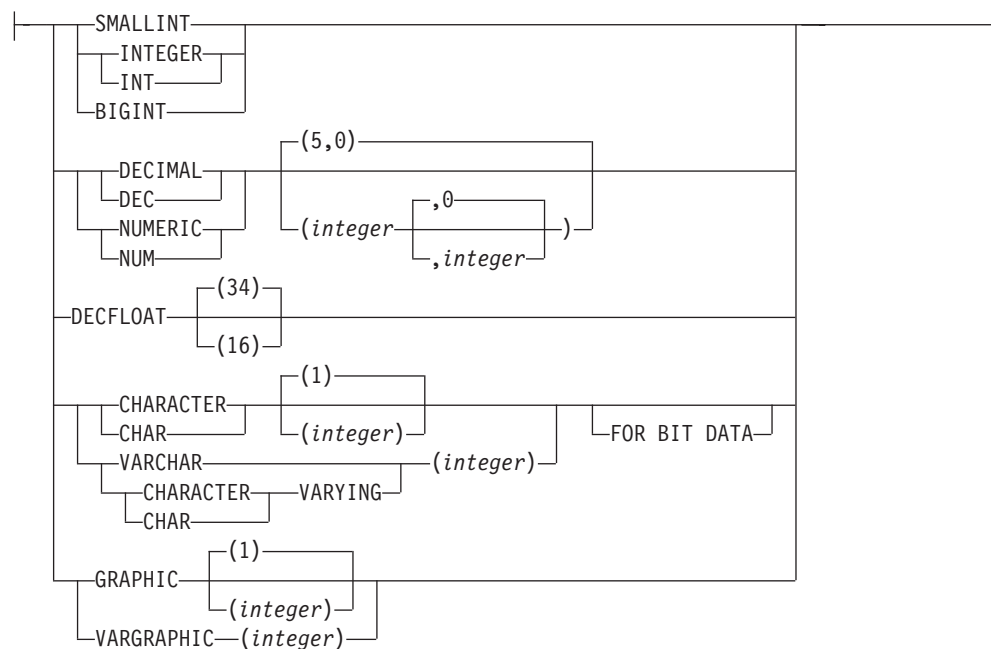 SMALLINT
INTEGER
INT
BIGINT
(5,0)
DECIMAL
DEC
,0
NUMERIC
(integer )
NUM
,integer
(34)
DECFLOAT
(16)
(1)
CHARACTER
CHAR
(integer)
FOR BIT DATA
VARCHAR
(integer)
CHARACTER VARYING
CHAR
(1)
GRAPHIC
(integer)
VARGRAPHIC (integer)